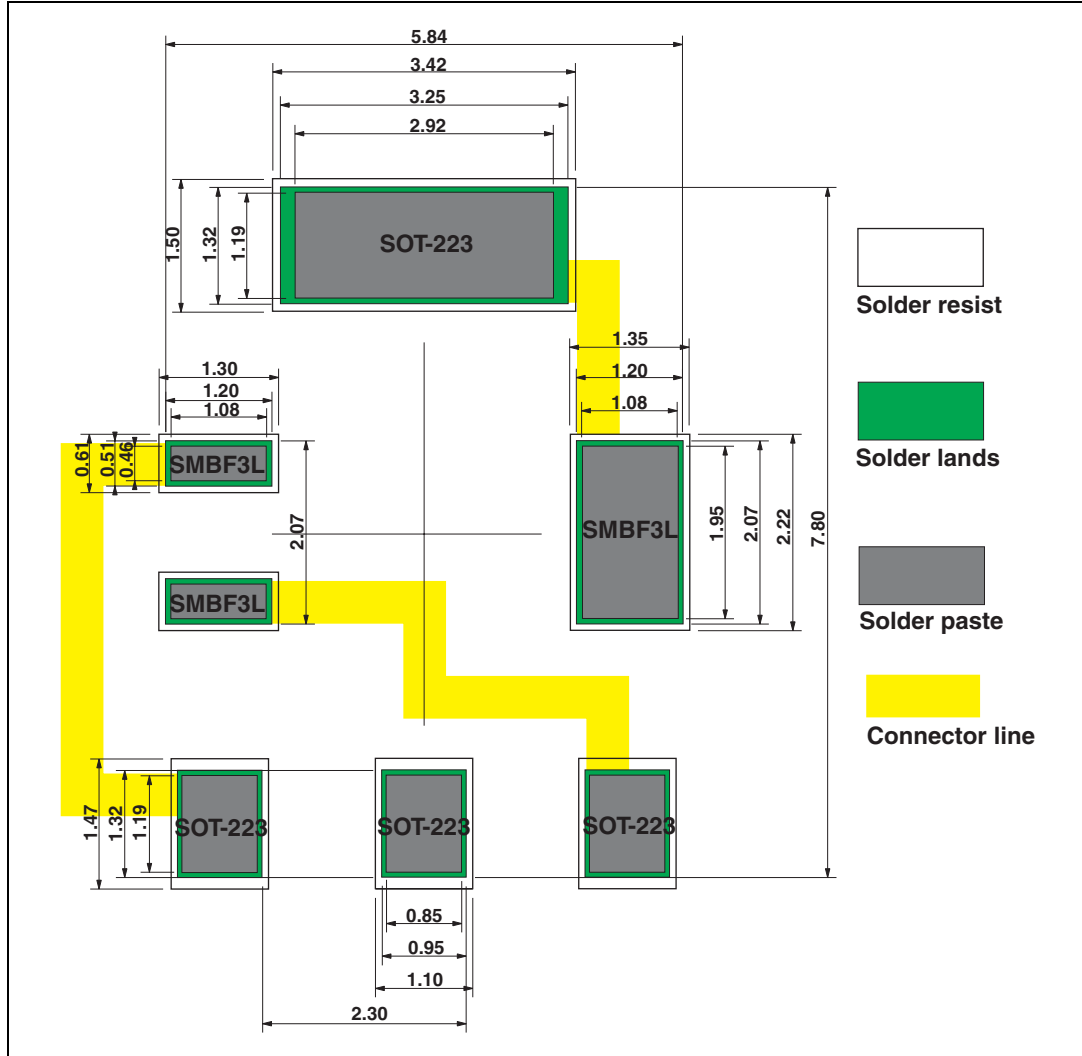 5.84
3.42
3.25
2.92
1.50
1.32
1.19
SOT-223
Solder resist
1.35
1.20
1.08
1.30
1.20
1.08
0.61
0.51
0.46
SMBF3L
Solder lands
2.07
SMBF3L
1.95
2.07
2.22
7.80
SMBF3L
Solder paste
Connector line
1.47
1.32
1.19
SOT-223
SOT-223
SOT-223
0.85
0.95
1.10
2.30